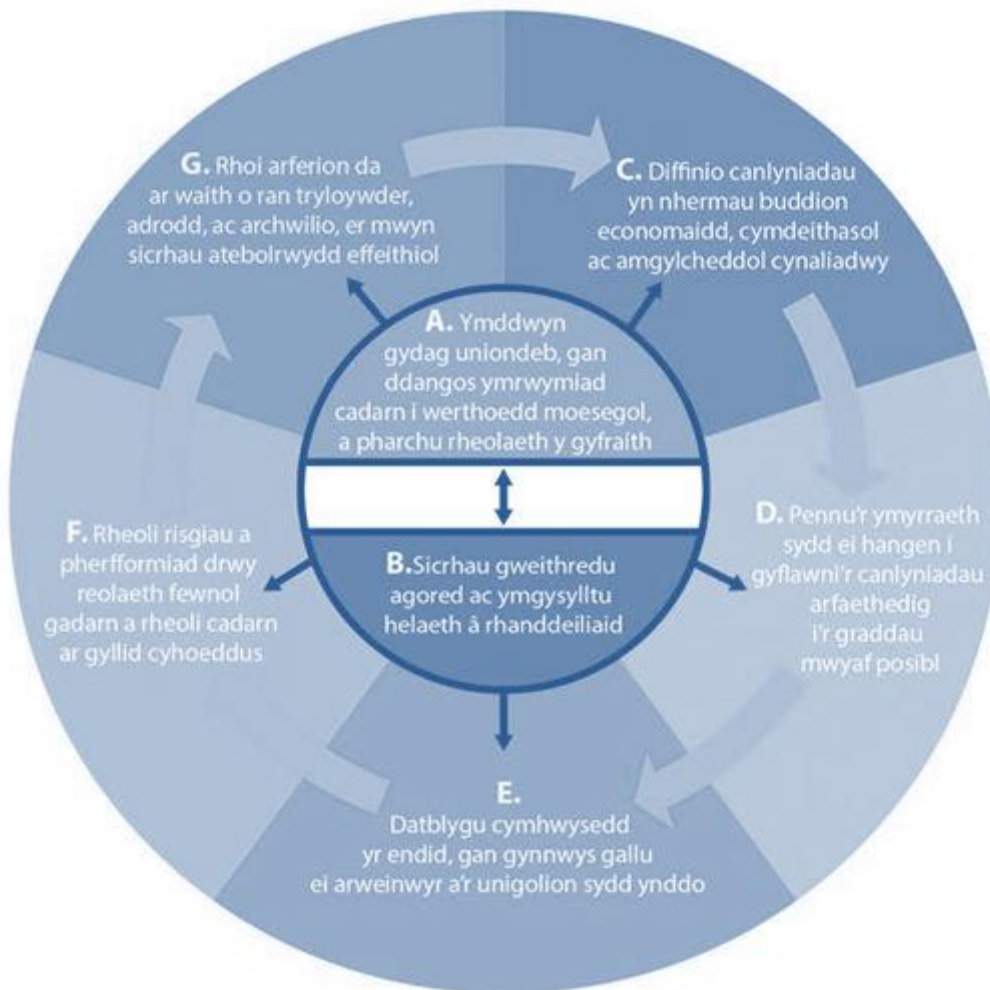 G. Rhoi arferion da
ar waith o ran tryloywder,
adrodd, ac archwilio, er mwyn
sicrhau atebolrwydd effeithiol
C. Diffinio canlyniadau
yn nhermau buddion
economaidd, cymdeithasol
ac amgylcheddol cynaliadwy
A. Ymddwyn
gydag uniondeb, gan
ddangos ymrwymiad
cadarn i werthoedd moesegol,
a pharchu rheolaeth y gyfraith
D. Pennu'r ymyrraeth
sydd ei hangen i
gyflawni'r canlyniadau
arfaethedig
i'r graddau
mwyaf posibl
F. Rheoli risgiau a
pherfformiad drwy
reolaeth fewnol
gadarn a rheoli cadarn
ar gyllid cyhoeddus
B. Sicrhau gweithredu
agored ac ymgysylltu
helaeth â rhanddeiliaid
E.
Datblygu cymhwysedd
yr endid, gan gynnwys gallu
ei arweinwyr a'r unigolion sydd ynddo